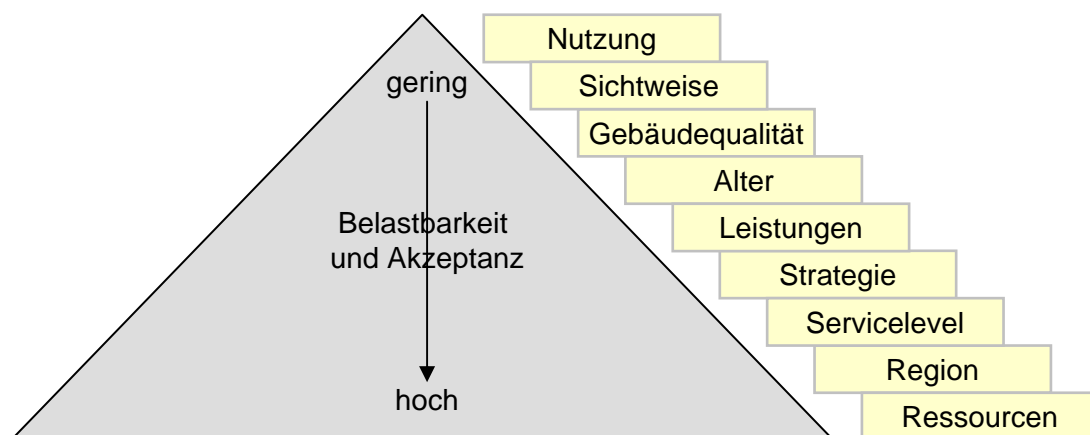 Nutzung
gering
Sichtweise
Gebäudequalität
Alter
Belastbarkeit
und Akzeptanz
Leistungen
Strategie
Servicelevel
Region
hoch
Ressourcen